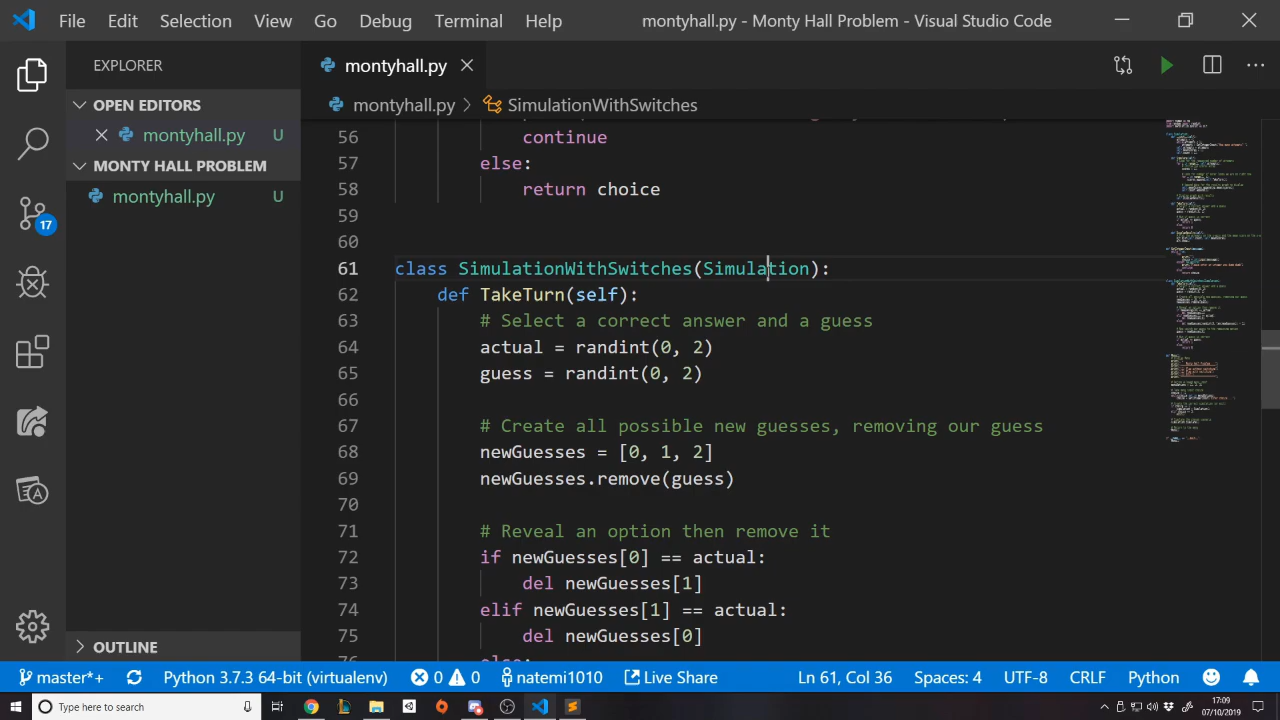 File Edit Selection View Go Debug Terminal Help montyhall.py - Monty Hall Problem - Visual Studio Code
EXPLORER
montyhall.py
OPEN EDITORS
montyhall.py > SimulationWithSwitches
montyhall.py U
MONTY HALL PROBLEM
montyhall.py U
17
56 continue
57 else:
58 return choice
59
60
61 class SimulationWithSwitches(Simulation):
62 def TakeTurn(self):
63 # Select a correct answer and a guess
64 actual = randint(0, 2)
65 guess = randint(0, 2)
66
67 # Create all possible new guesses, removing our guess
68 newGuesses = [0, 1, 2]
69 newGuesses.remove(guess)
70
71 # Reveal an option then remove it
72 if newGuesses[0] == actual:
73 del newGuesses[1]
74 elif newGuesses[1] == actual:
75 del newGuesses[0]
76 else:
OUTLINE
master*+ Python 3.7.3 64-bit (virtualenv) 0 0 natemi1010 Live Share Ln 61, Col 36 Spaces: 4 UTF-8 CRLF Python
Type here to search
17:09
07/10/2019